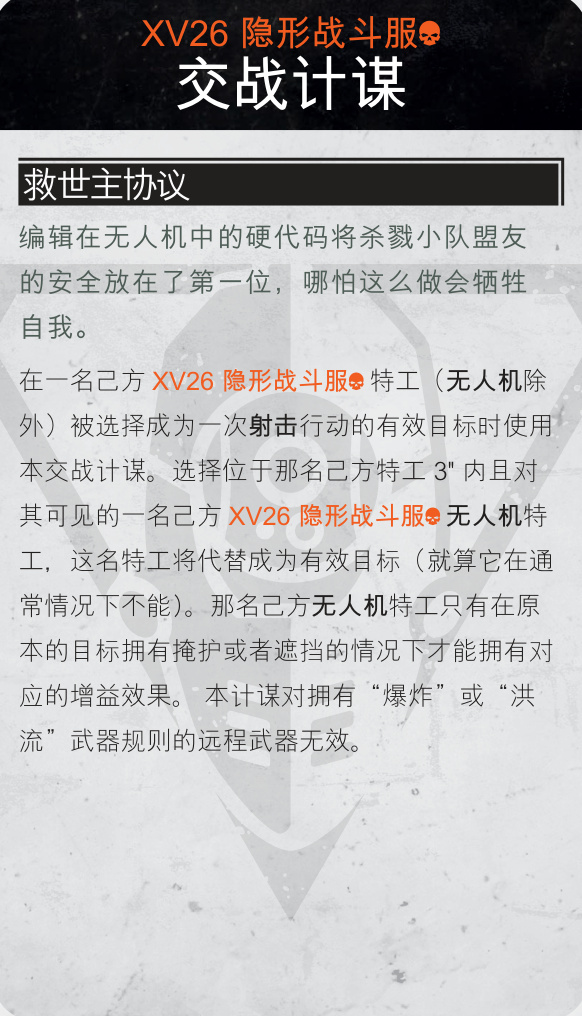 XV26 隐形战斗服
交战计谋
救世主协议
编辑在无人机中的硬代码将杀戮小队盟友
的安全放在了第一位，哪怕这么做会牺牲
自我。
在一名己方 XV26 隐形战斗服 特工（无人机除
外）被选择成为一次射击行动的有效目标时使用
本交战计谋。选择位于那名己方特工 3" 内且对
其可见的一名己方 XV26 隐形战斗服 无人机特
工，这名特工将代替成为有效目标（就算它在通
常情况下不能）。那名己方无人机特工只有在原
本的目标拥有掩护或者遮挡的情况下才能拥有对
应的增益效果。 本计谋对拥有“爆炸”或“洪
流”武器规则的远程武器无效。